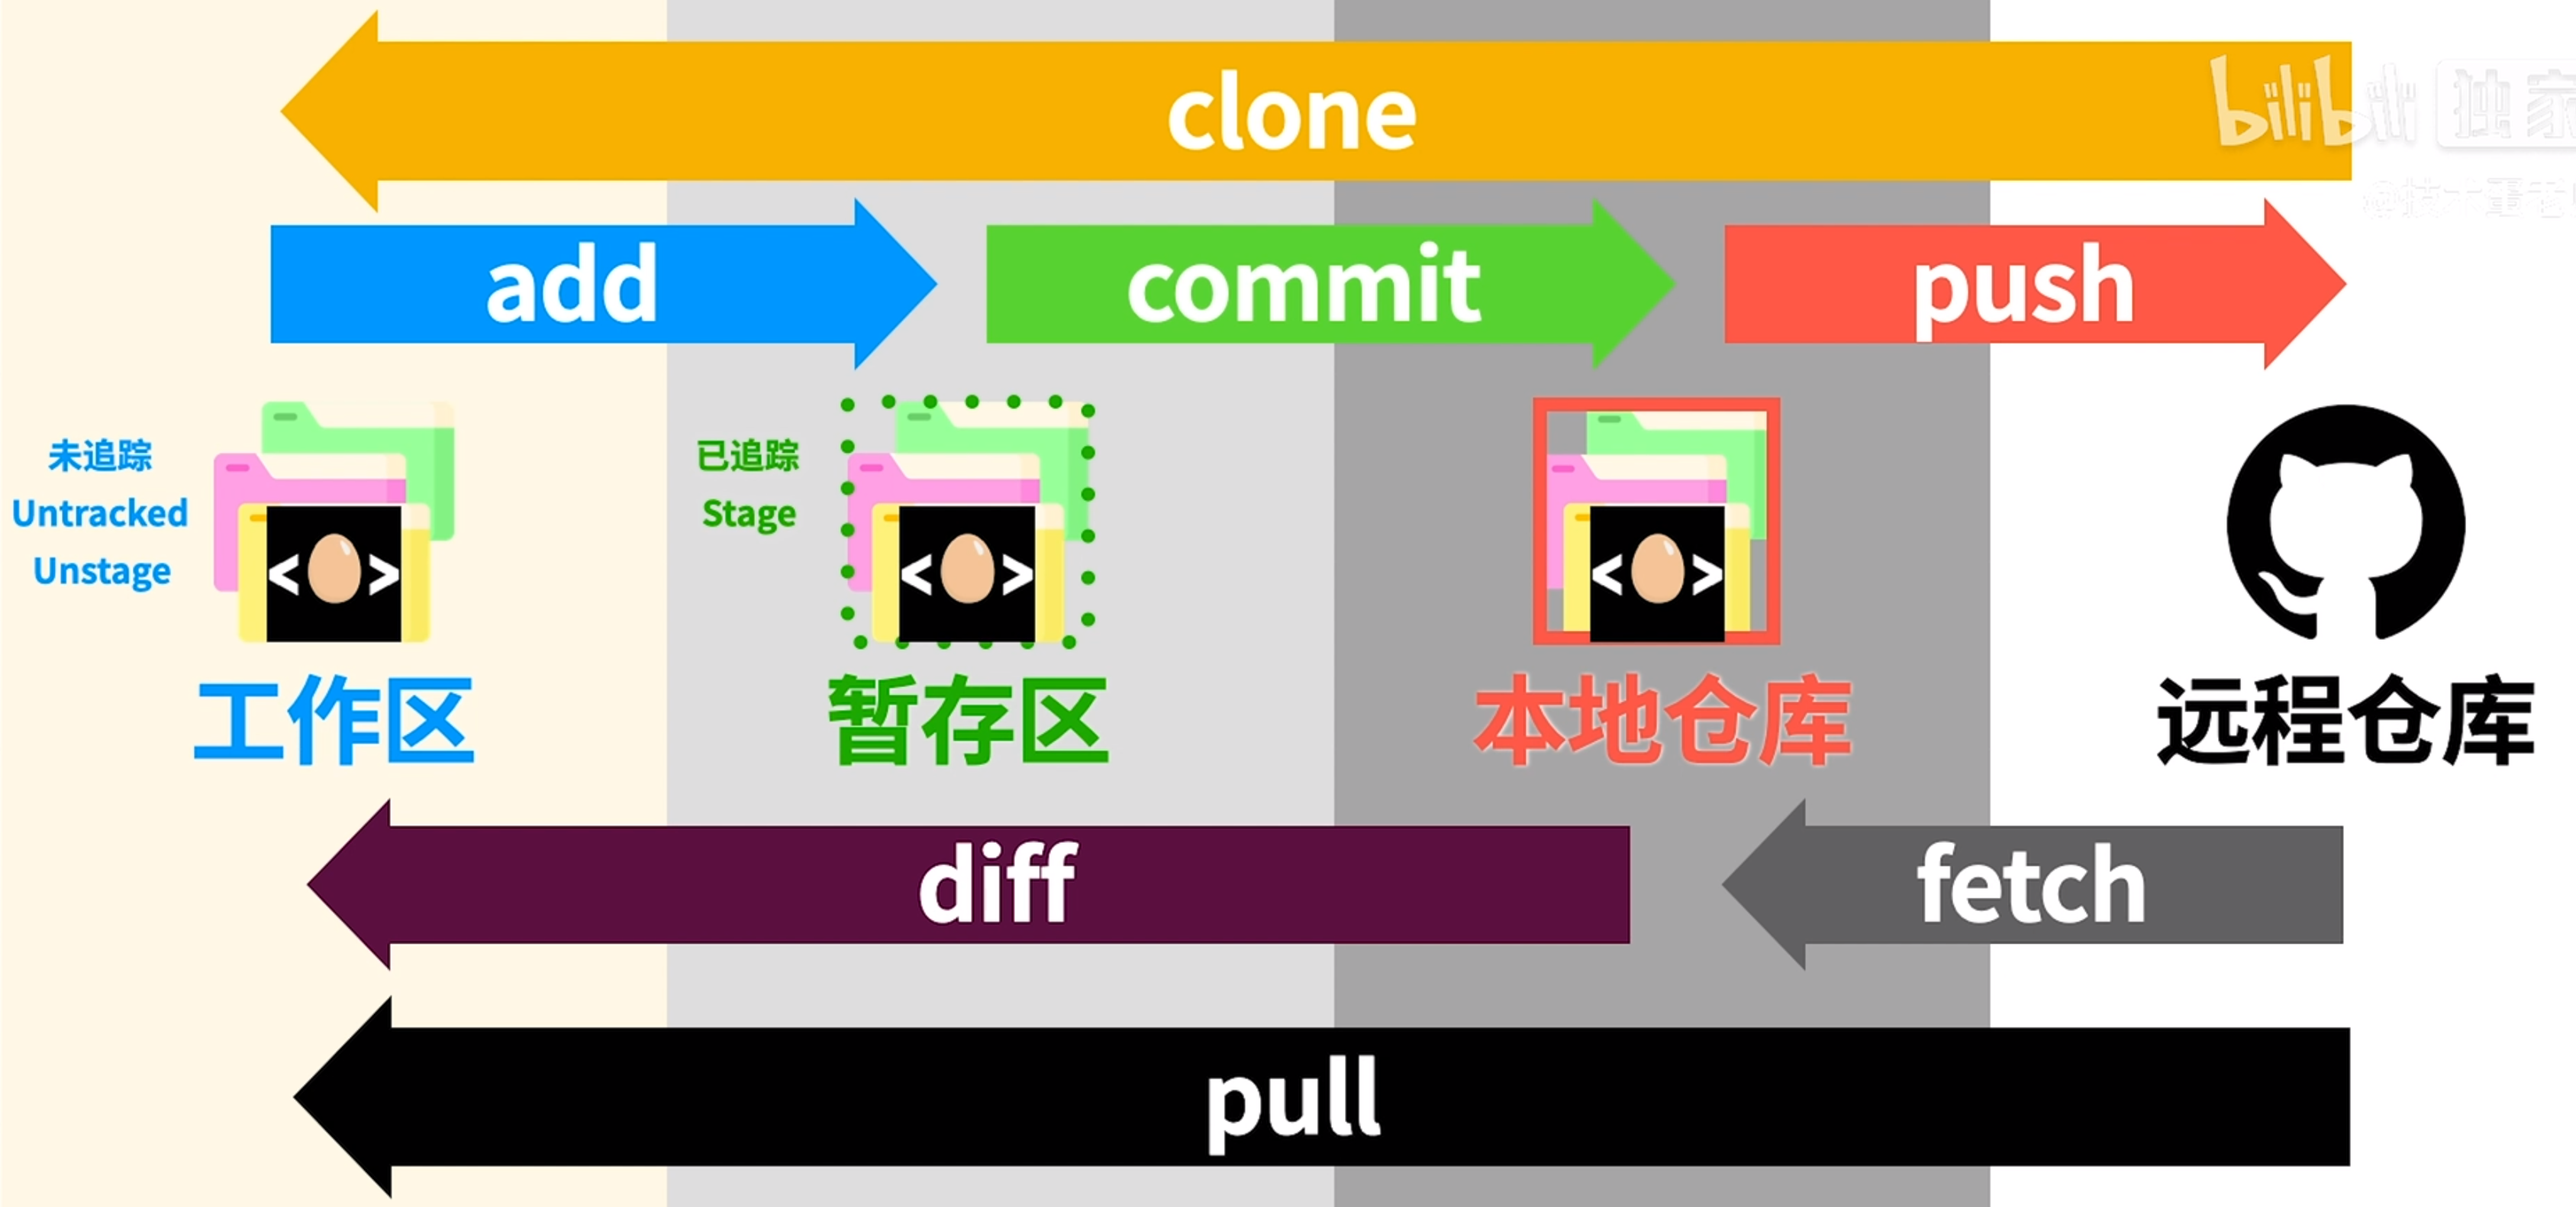 clone
bilibili 独家
add
commit
push
未追踪
Untracked
Unstage
已追踪
Stage
< >
< >
< >
工作区
暂存区
本地仓库
远程仓库
diff
fetch
pull